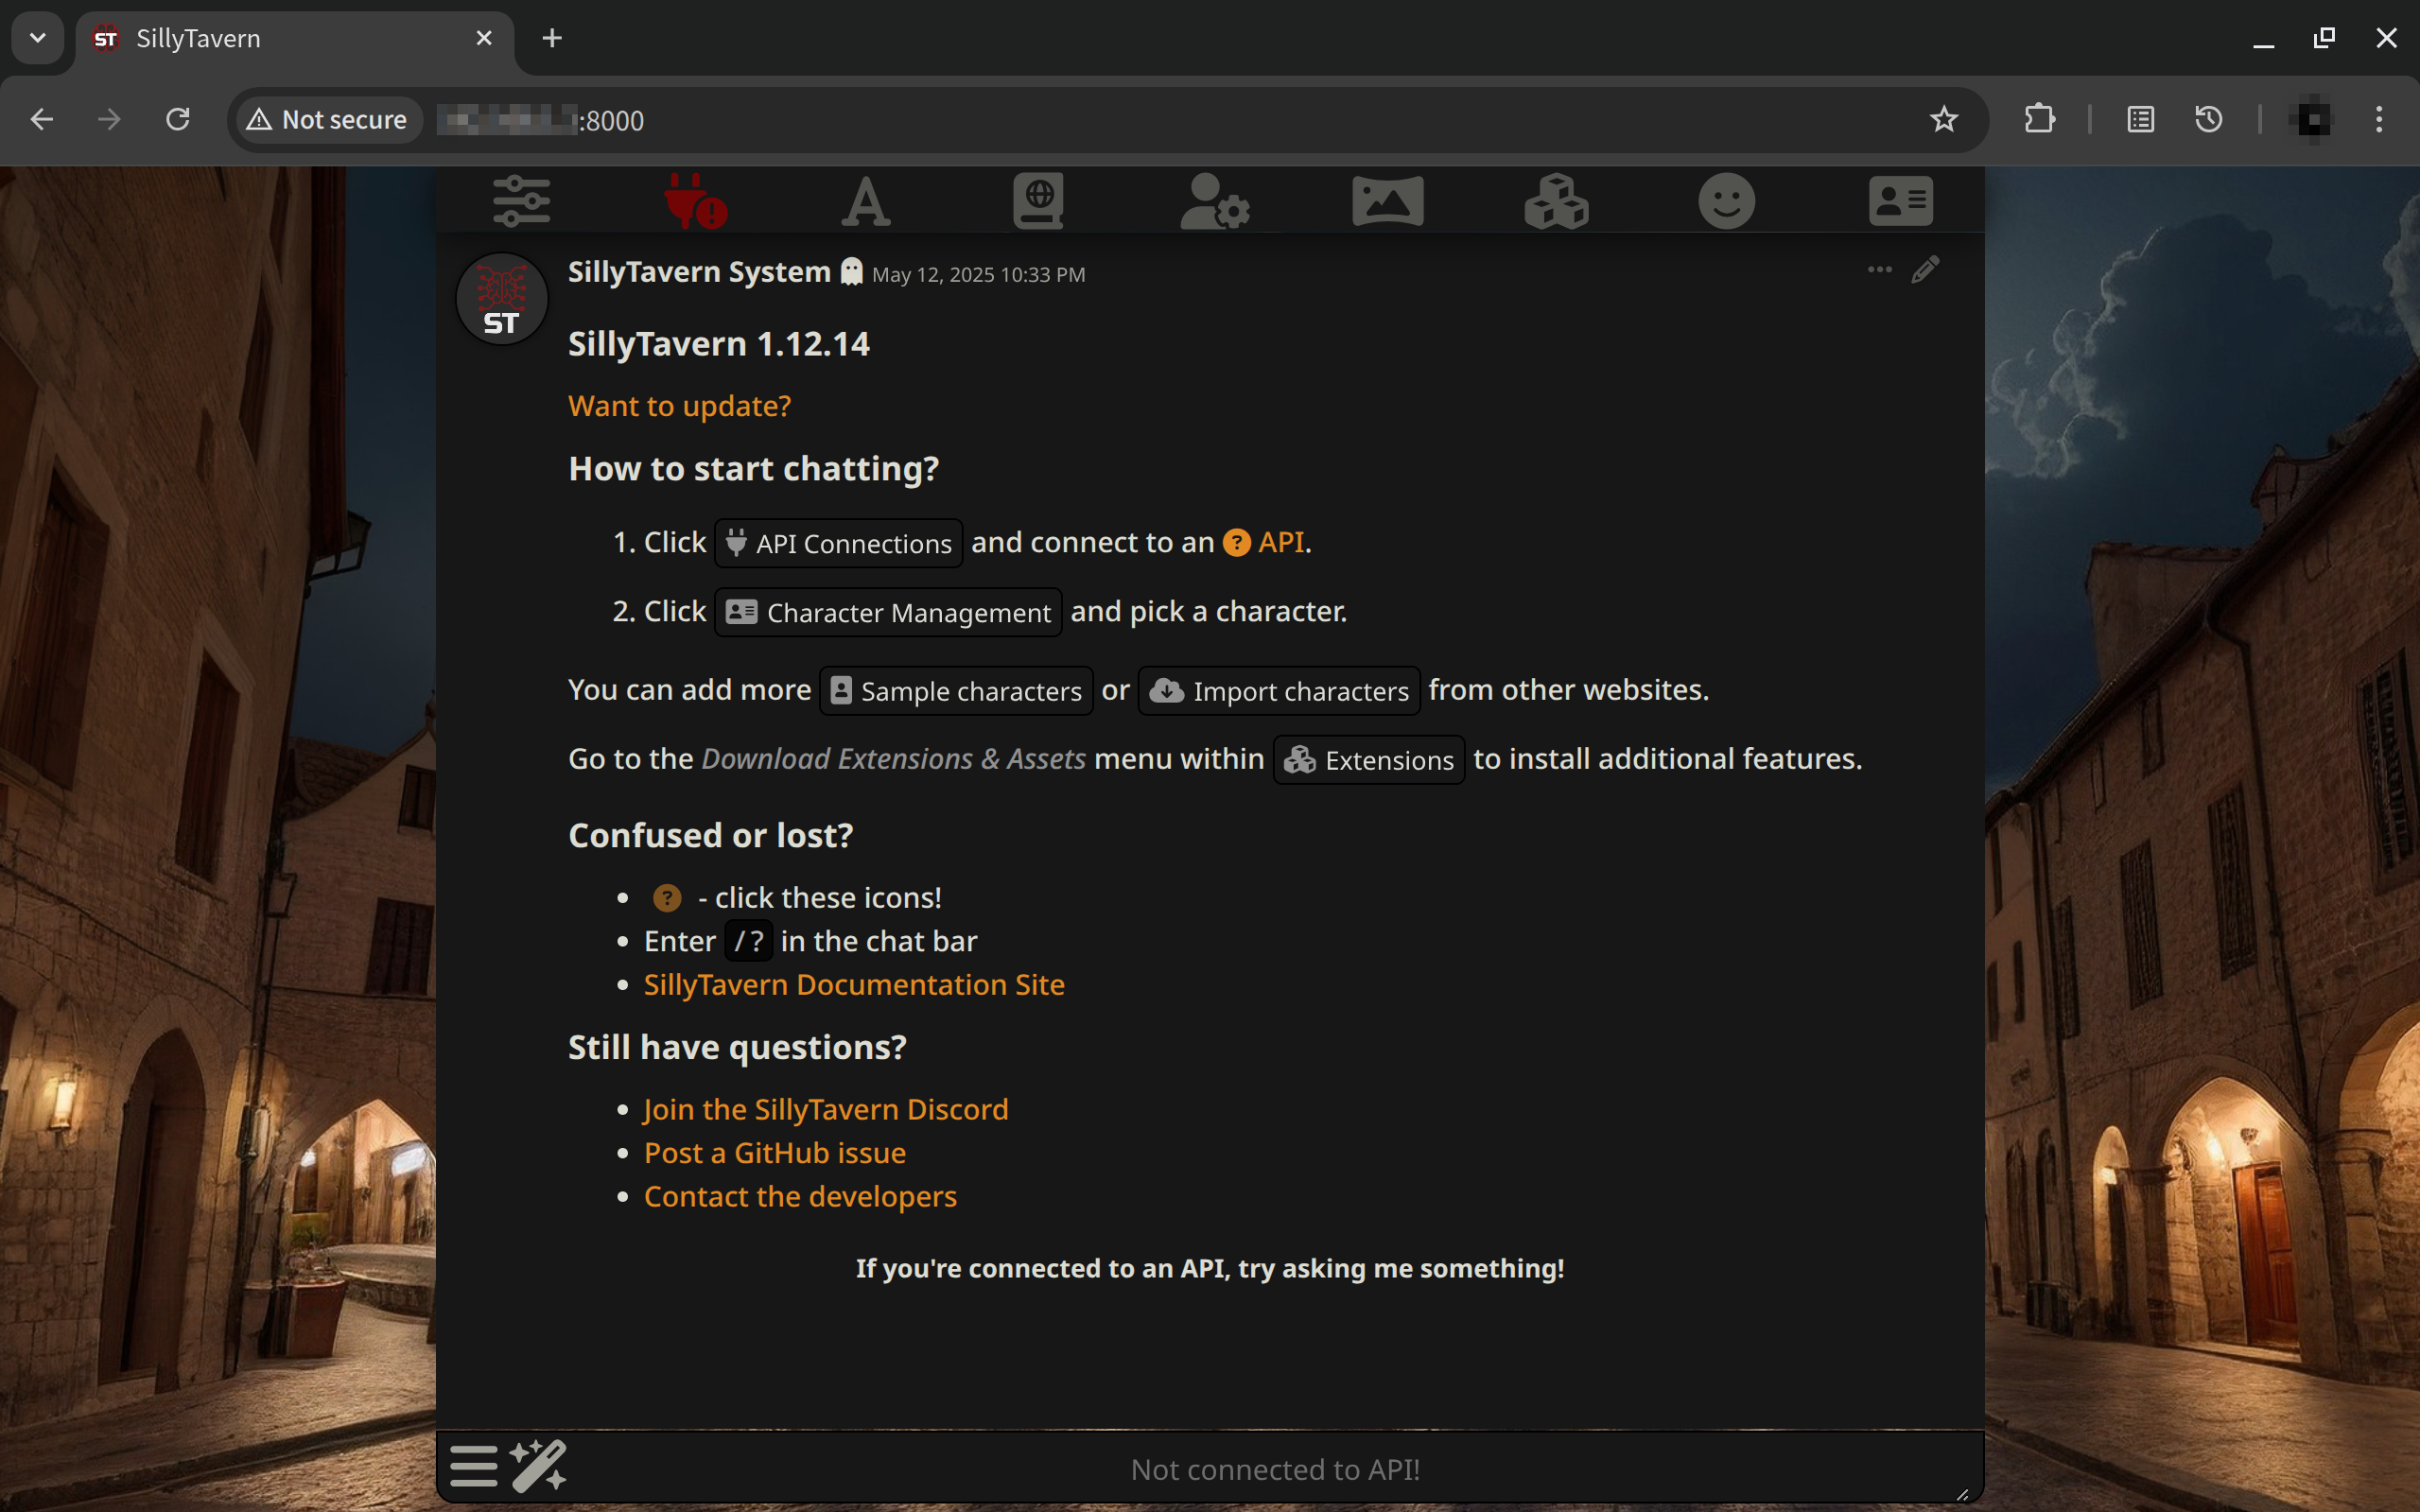 SillyTavern
Not secure :8000
SillyTavern System May 12, 2025 10:33 PM
ST
SillyTavern 1.12.14
Want to update?
How to start chatting?
1. Click API Connections and connect to an ? API.
2. Click Character Management and pick a character.
You can add more Sample characters or Import characters from other websites.
Go to the Download Extensions & Assets menu within Extensions to install additional features.
Confused or lost?
• ? - click these icons!
• Enter /? in the chat bar
• SillyTavern Documentation Site
Still have questions?
• Join the SillyTavern Discord
• Post a GitHub issue
• Contact the developers
If you're connected to an API, try asking me something!
Not connected to API!